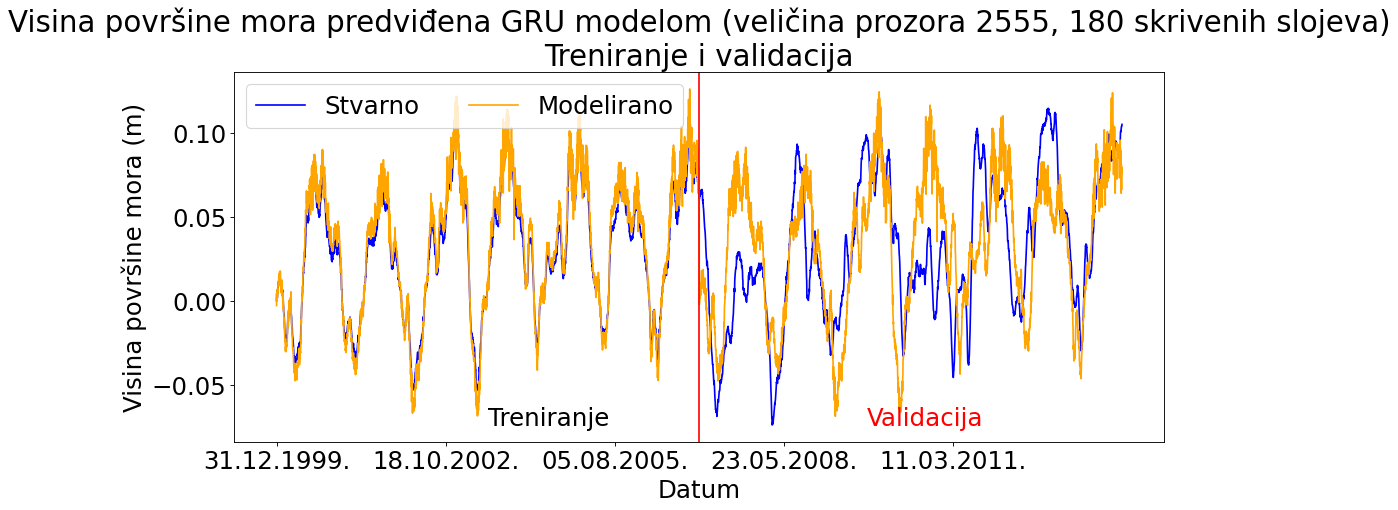 Visina površine mora predviđena GRU modelom (veličina prozora 2555, 180 skrivenih slojeva)
Treniranje i validacija
Stvarno Modelirano
Visina površine mora (m)
0.10
0.05
0.00
−0.05
Treniranje Validacija
31.12.1999. 18.10.2002. 05.08.2005. 23.05.2008. 11.03.2011.
Datum